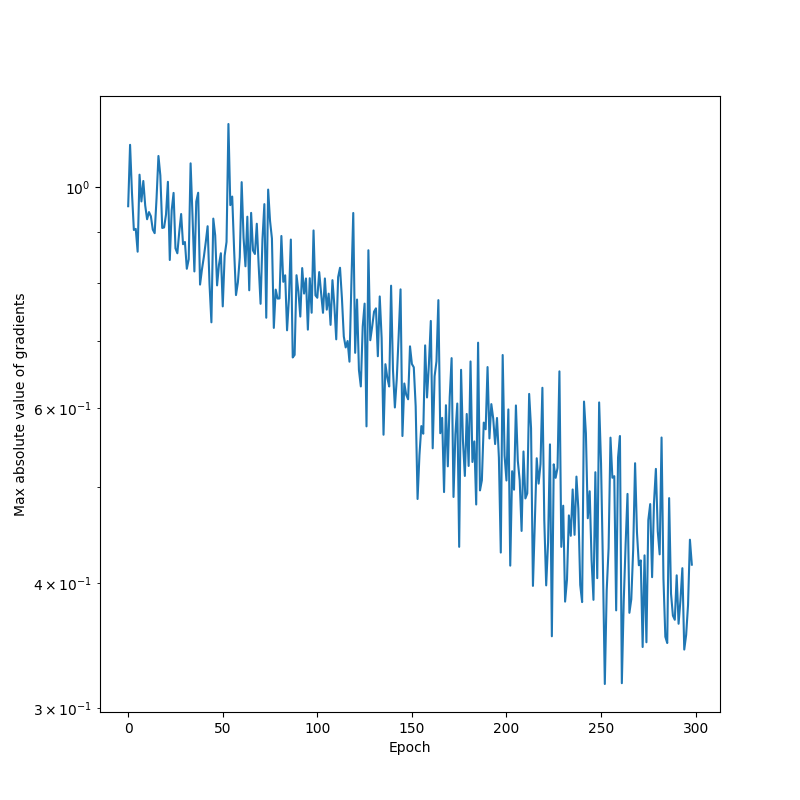 Max absolute value of gradients
10⁰
6 × 10⁻¹
4 × 10⁻¹
3 × 10⁻¹
0 50 100 150 200 250 300
Epoch